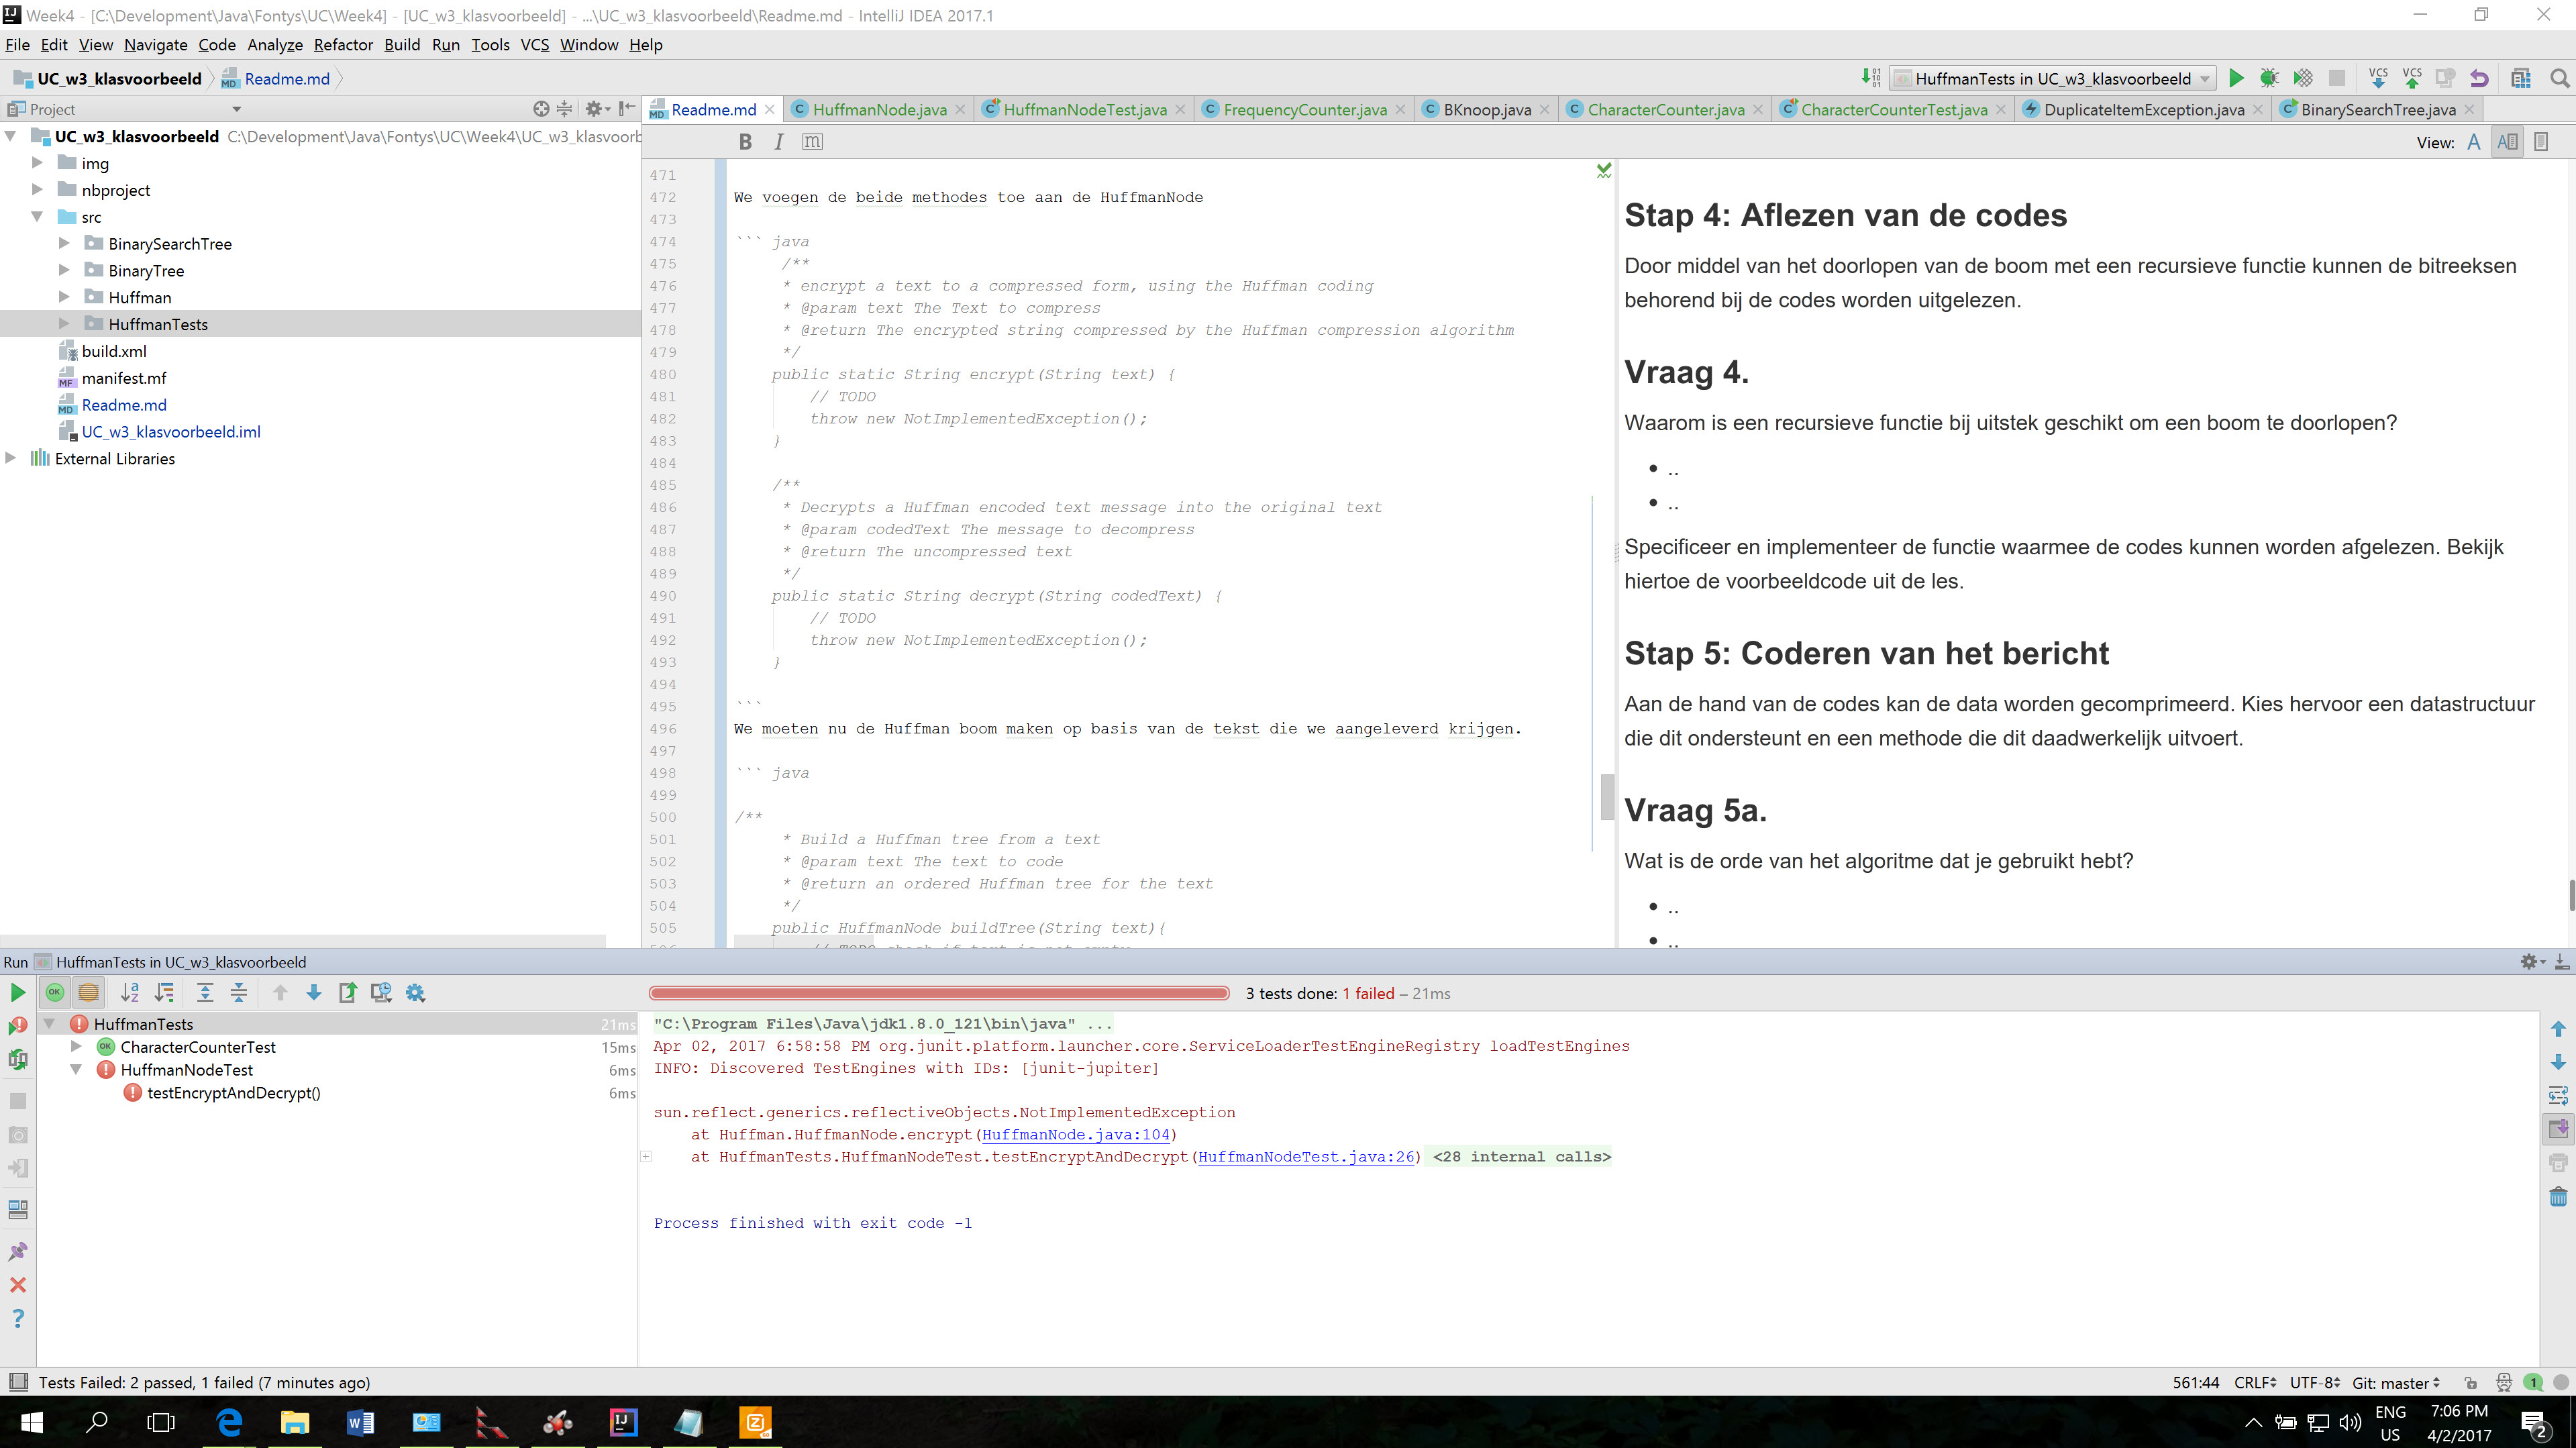 Week4 - [C:\Development\Java\Fontys\UC\Week4] - [UC_w3_klasvoorbeeld] - ...\UC_w3_klasvoorbeeld\Readme.md - IntelliJ IDEA 2017.1
File Edit View Navigate Code Analyze Refactor Build Run Tools VCS Window Help
UC_w3_klasvoorbeeld Readme.md
HuffmanTests in UC_w3_klasvoorbeeld
Project
Readme.md HuffmanNode.java HuffmanNodeTest.java FrequencyCounter.java BKnoop.java CharacterCounter.java CharacterCounterTest.java DuplicateItemException.java BinarySearchTree.java
UC_w3_klasvoorbeeld C:\Development\Java\Fontys\UC\Week4\UC_w3_klasvoorb
img
nbproject
src
BinarySearchTree
BinaryTree
Huffman
HuffmanTests
build.xml
manifest.mf
Readme.md
UC_w3_klasvoorbeeld.iml
External Libraries
B I m
View: A
471
472 We voegen de beide methodes toe aan de HuffmanNode
473
474 ``` java
475 /**
476 * encrypt a text to a compressed form, using the Huffman coding
477 * @param text The Text to compress
478 * @return The encrypted string compressed by the Huffman compression algorithm
479 */
480 public static String encrypt(String text) {
481 // TODO
482 throw new NotImplementedException();
483 }
484
485 /**
486 * Decrypts a Huffman encoded text message into the original text
487 * @param codedText The message to decompress
488 * @return The uncompressed text
489 */
490 public static String decrypt(String codedText) {
491 // TODO
492 throw new NotImplementedException();
493 }
494
495 ```
496 We moeten nu de Huffman boom maken op basis van de tekst die we aangeleverd krijgen.
497
498 ``` java
499
500 /**
501 * Build a Huffman tree from a text
502 * @param text The text to code
503 * @return an ordered Huffman tree for the text
504 */
505 public HuffmanNode buildTree(String text){
Stap 4: Aflezen van de codes
Door middel van het doorlopen van de boom met een recursieve functie kunnen de bitreeksen
behorend bij de codes worden uitgelezen.
Vraag 4.
Waarom is een recursieve functie bij uitstek geschikt om een boom te doorlopen?
• ..
• ..
Specificeer en implementeer de functie waarmee de codes kunnen worden afgelezen. Bekijk
hiertoe de voorbeeldcode uit de les.
Stap 5: Coderen van het bericht
Aan de hand van de codes kan de data worden gecomprimeerd. Kies hervoor een datastructuur
die dit ondersteunt en een methode die dit daadwerkelijk uitvoert.
Vraag 5a.
Wat is de orde van het algoritme dat je gebruikt hebt?
• ..
• ..
Run HuffmanTests in UC_w3_klasvoorbeeld
3 tests done: 1 failed – 21ms
HuffmanTests 21ms
CharacterCounterTest 15ms
HuffmanNodeTest 6ms
testEncryptAndDecrypt() 6ms
"C:\Program Files\Java\jdk1.8.0_121\bin\java" ...
Apr 02, 2017 6:58:58 PM org.junit.platform.launcher.core.ServiceLoaderTestEngineRegistry loadTestEngines
INFO: Discovered TestEngines with IDs: [junit-jupiter]
sun.reflect.generics.reflectiveObjects.NotImplementedException
at Huffman.HuffmanNode.encrypt(HuffmanNode.java:104)
at HuffmanTests.HuffmanNodeTest.testEncryptAndDecrypt(HuffmanNodeTest.java:26) <28 internal calls>
Process finished with exit code -1
Tests Failed: 2 passed, 1 failed (7 minutes ago)
561:44 CRLF UTF-8 Git: master 1
ENG
US
7:06 PM
4/2/2017
2